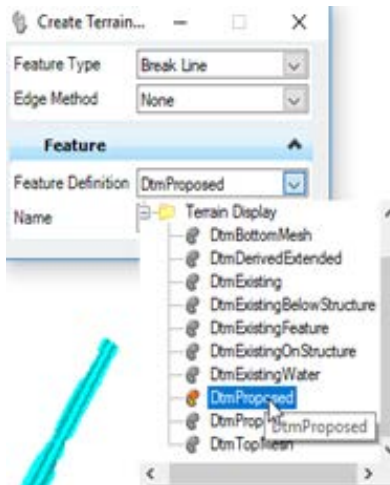 Create Terrain...
Feature Type Break Line
Edge Method None
Feature
Feature Definition DtmProposed
Name
Terrain Display
DtmBottomMesh
DtmDerivedExtended
DtmExisting
DtmExistingBelowStructure
DtmExistingFeature
DtmExistingOnStructure
DtmExistingWater
DtmProposed
DtmProposed
DtmTopMesh